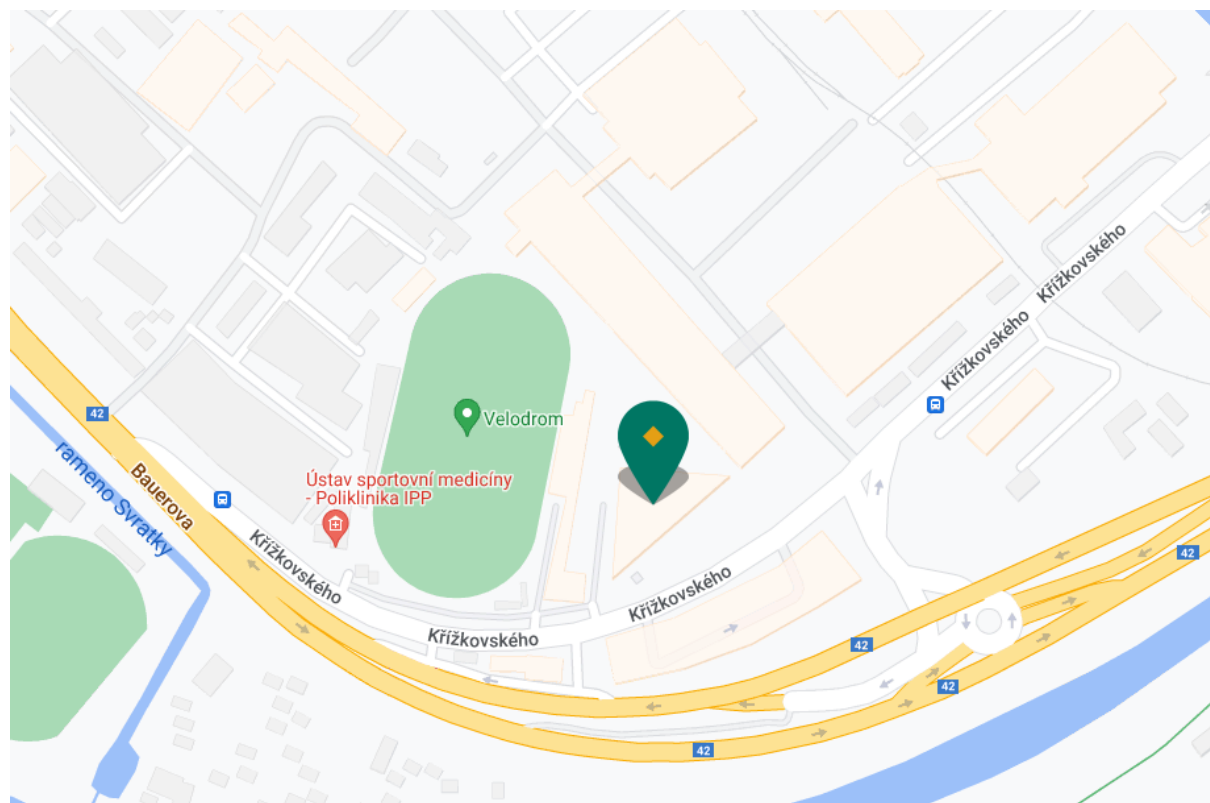 Křížkovského
Křížkovského
42
Velodrom
Bauerova
rameno Svratky
Ústav sportovní medicíny
- Poliklinika IPP
Křížkovského
42
Křížkovského
Křížkovského
42
42
42